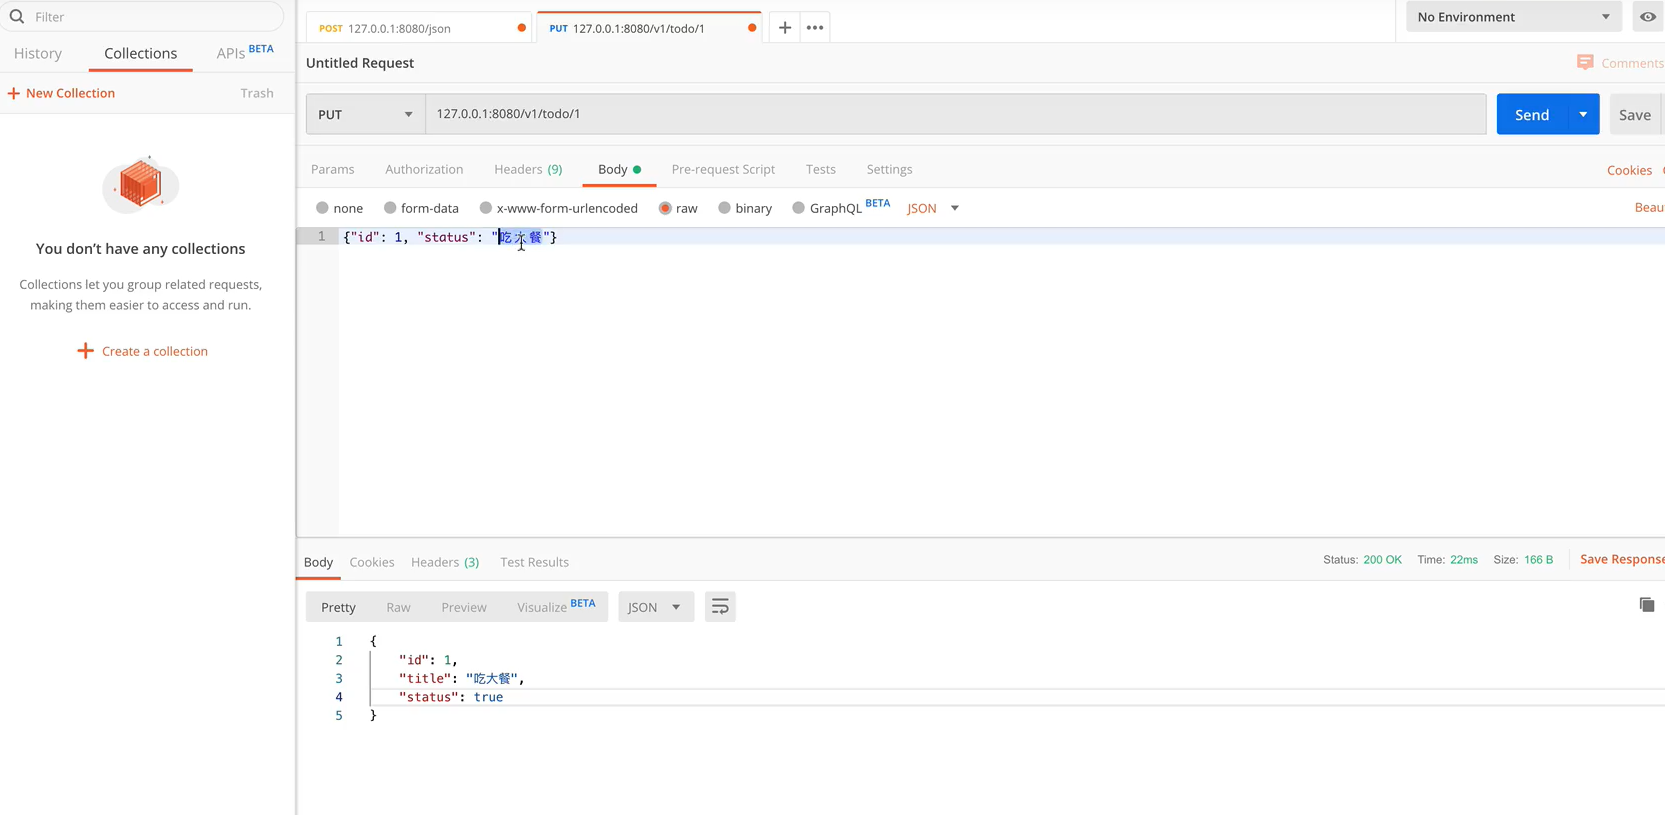 Filter
History Collections APIs BETA
New Collection Trash
You don't have any collections
Collections let you group related requests,
making them easier to access and run.
Create a collection
POST 127.0.0.1:8080/json PUT 127.0.0.1:8080/v1/todo/1 No Environment
Untitled Request Comments
PUT 127.0.0.1:8080/v1/todo/1 Send Save
Params Authorization Headers (9) Body Pre-request Script Tests Settings Cookies
none form-data x-www-form-urlencoded raw binary GraphQL BETA JSON Beau
1 {"id": 1, "status": "吃大餐"}
Body Cookies Headers (3) Test Results Status: 200 OK Time: 22ms Size: 166 B Save Response
Pretty Raw Preview Visualize BETA JSON
1 {
2 "id": 1,
3 "title": "吃大餐",
4 "status": true
5 }